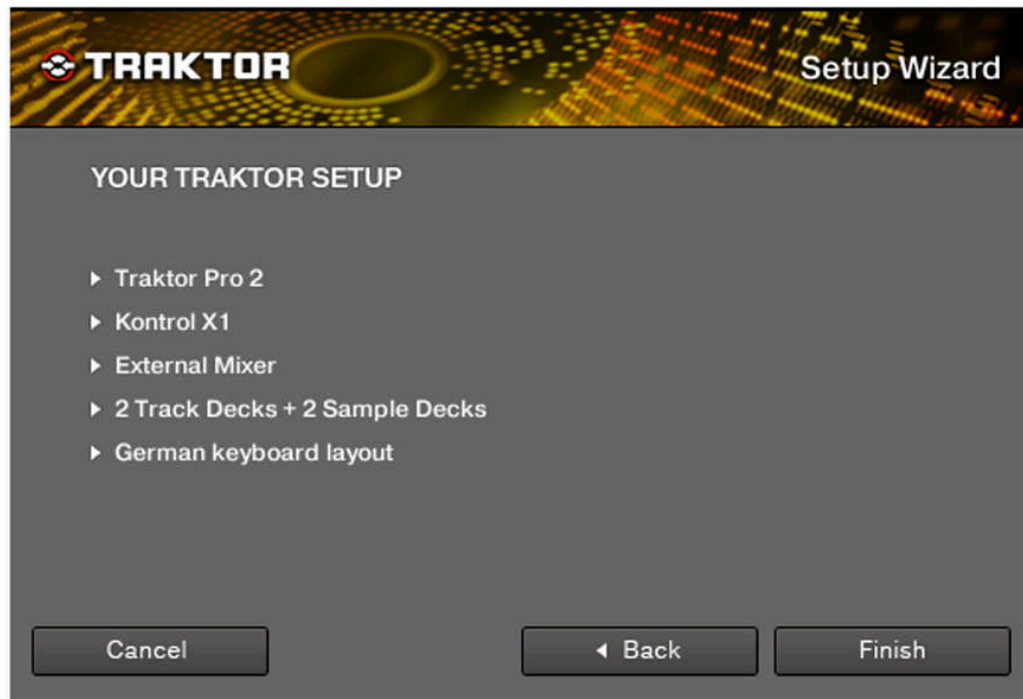 TRAKTOR
Setup Wizard
YOUR TRAKTOR SETUP
Traktor Pro 2
Kontrol X1
External Mixer
2 Track Decks + 2 Sample Decks
German keyboard layout
Cancel
Back
Finish